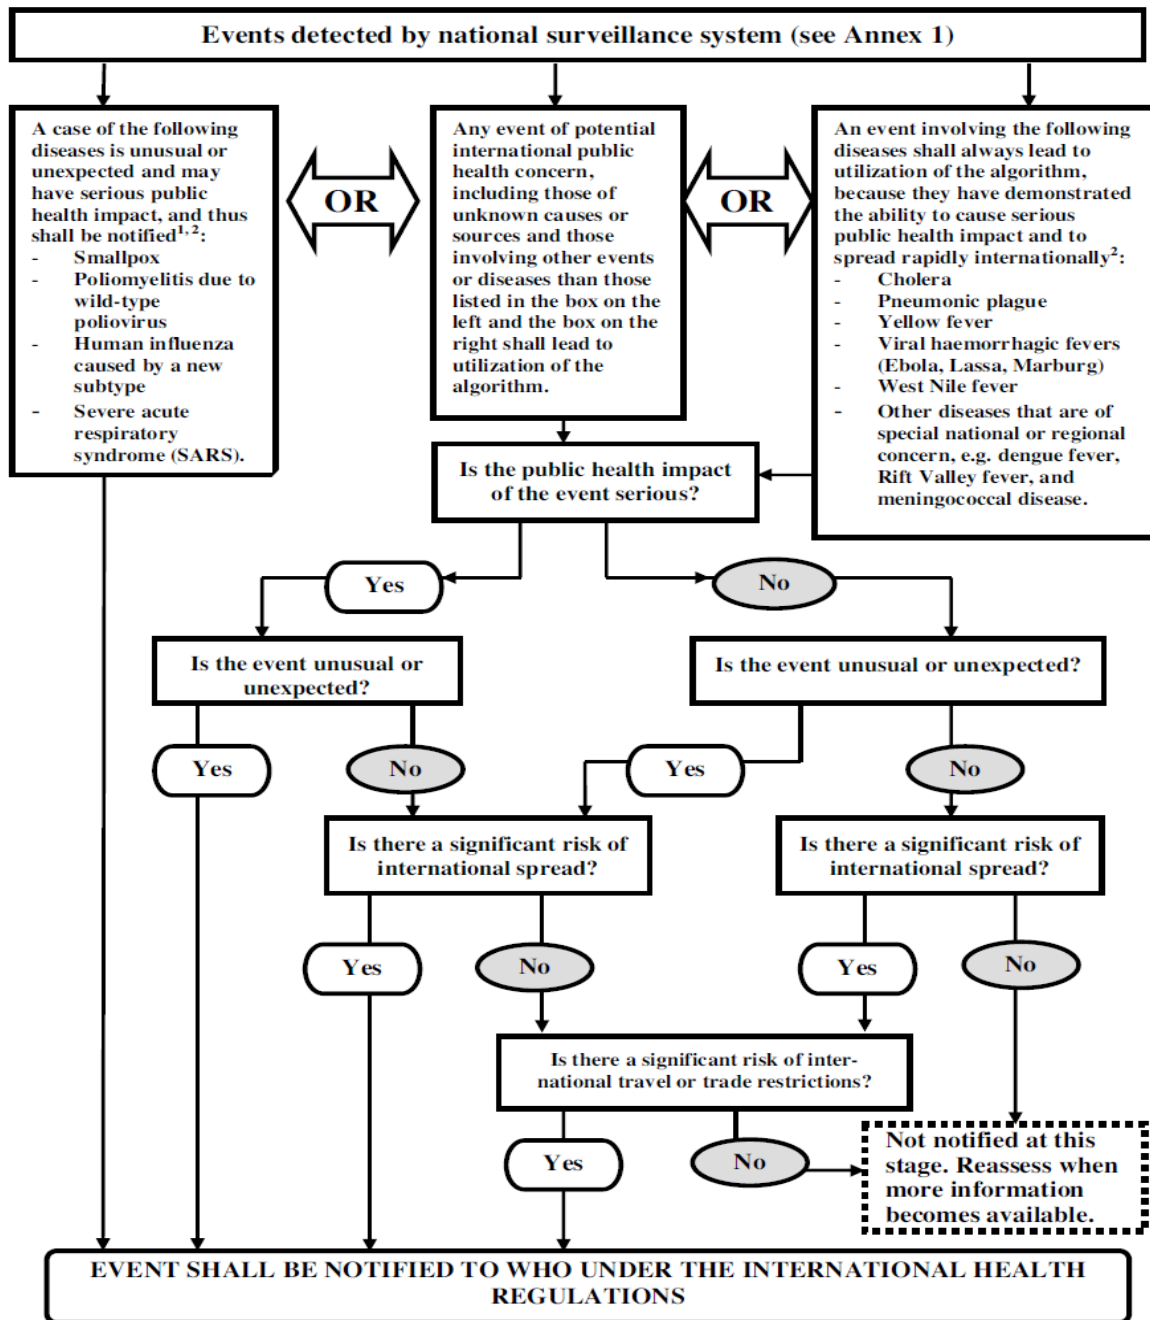 Events detected by national surveillance system (see Annex 1)
A case of the following
diseases is unusual or
unexpected and may
have serious public
health impact, and thus
shall be notified1, 2:
- Smallpox
- Poliomyelitis due to
wild-type
poliovirus
- Human influenza
caused by a new
subtype
- Severe acute
respiratory
syndrome (SARS).
OR
Any event of potential
international public
health concern,
including those of
unknown causes or
sources and those
involving other events
or diseases than those
listed in the box on the
left and the box on the
right shall lead to
utilization of the
algorithm.
OR
An event involving the following
diseases shall always lead to
utilization of the algorithm,
because they have demonstrated
the ability to cause serious
public health impact and to
spread rapidly internationally2:
- Cholera
- Pneumonic plague
- Yellow fever
- Viral haemorrhagic fevers
(Ebola, Lassa, Marburg)
- West Nile fever
- Other diseases that are of
special national or regional
concern, e.g. dengue fever,
Rift Valley fever, and
meningococcal disease.
Is the public health impact
of the event serious?
Yes
No
Is the event unusual or
unexpected?
Is the event unusual or unexpected?
Yes
No
Yes
No
Is there a significant risk of
international spread?
Is there a significant risk of
international spread?
Yes
No
Yes
No
Is there a significant risk of inter-
national travel or trade restrictions?
Yes
No
Not notified at this
stage. Reassess when
more information
becomes available.
EVENT SHALL BE NOTIFIED TO WHO UNDER THE INTERNATIONAL HEALTH
REGULATIONS